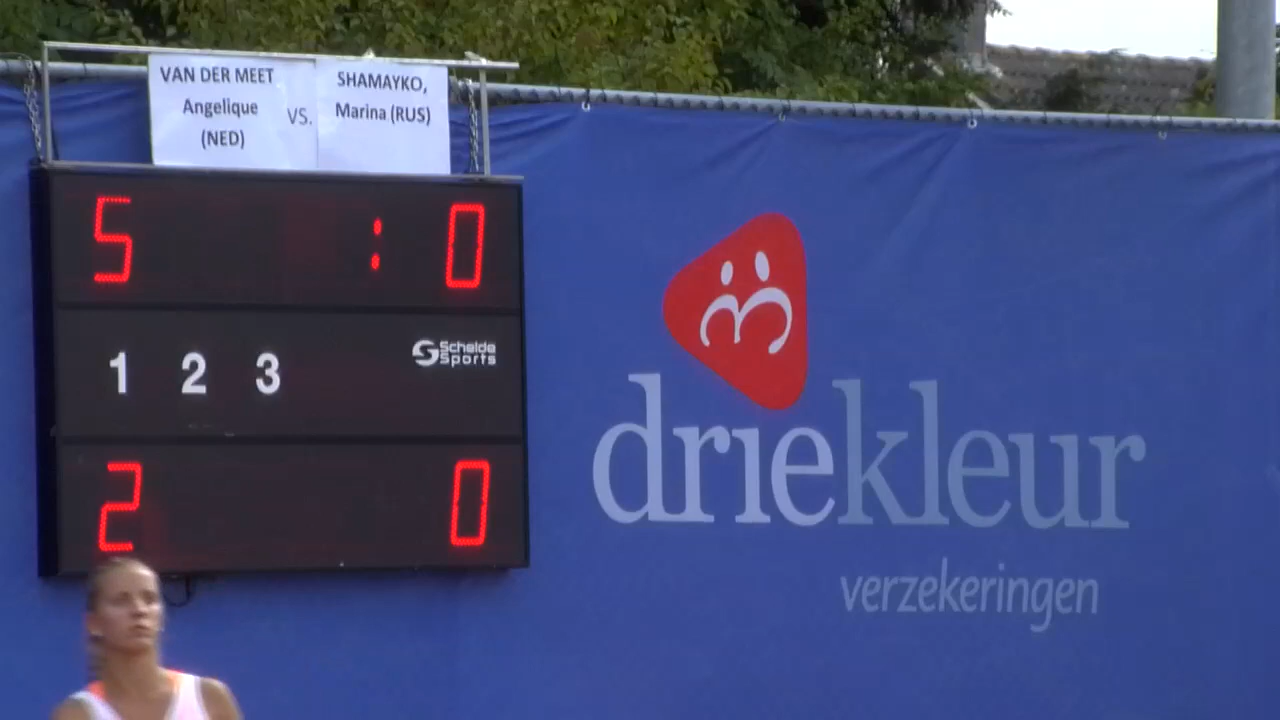 VAN DER MEET
Angelique
(NED)
VS.
SHAMAYKO,
Marina (RUS)
5 : 0
1 2 3
Schelde
Sports
2 0
driekleur
verzekeringen